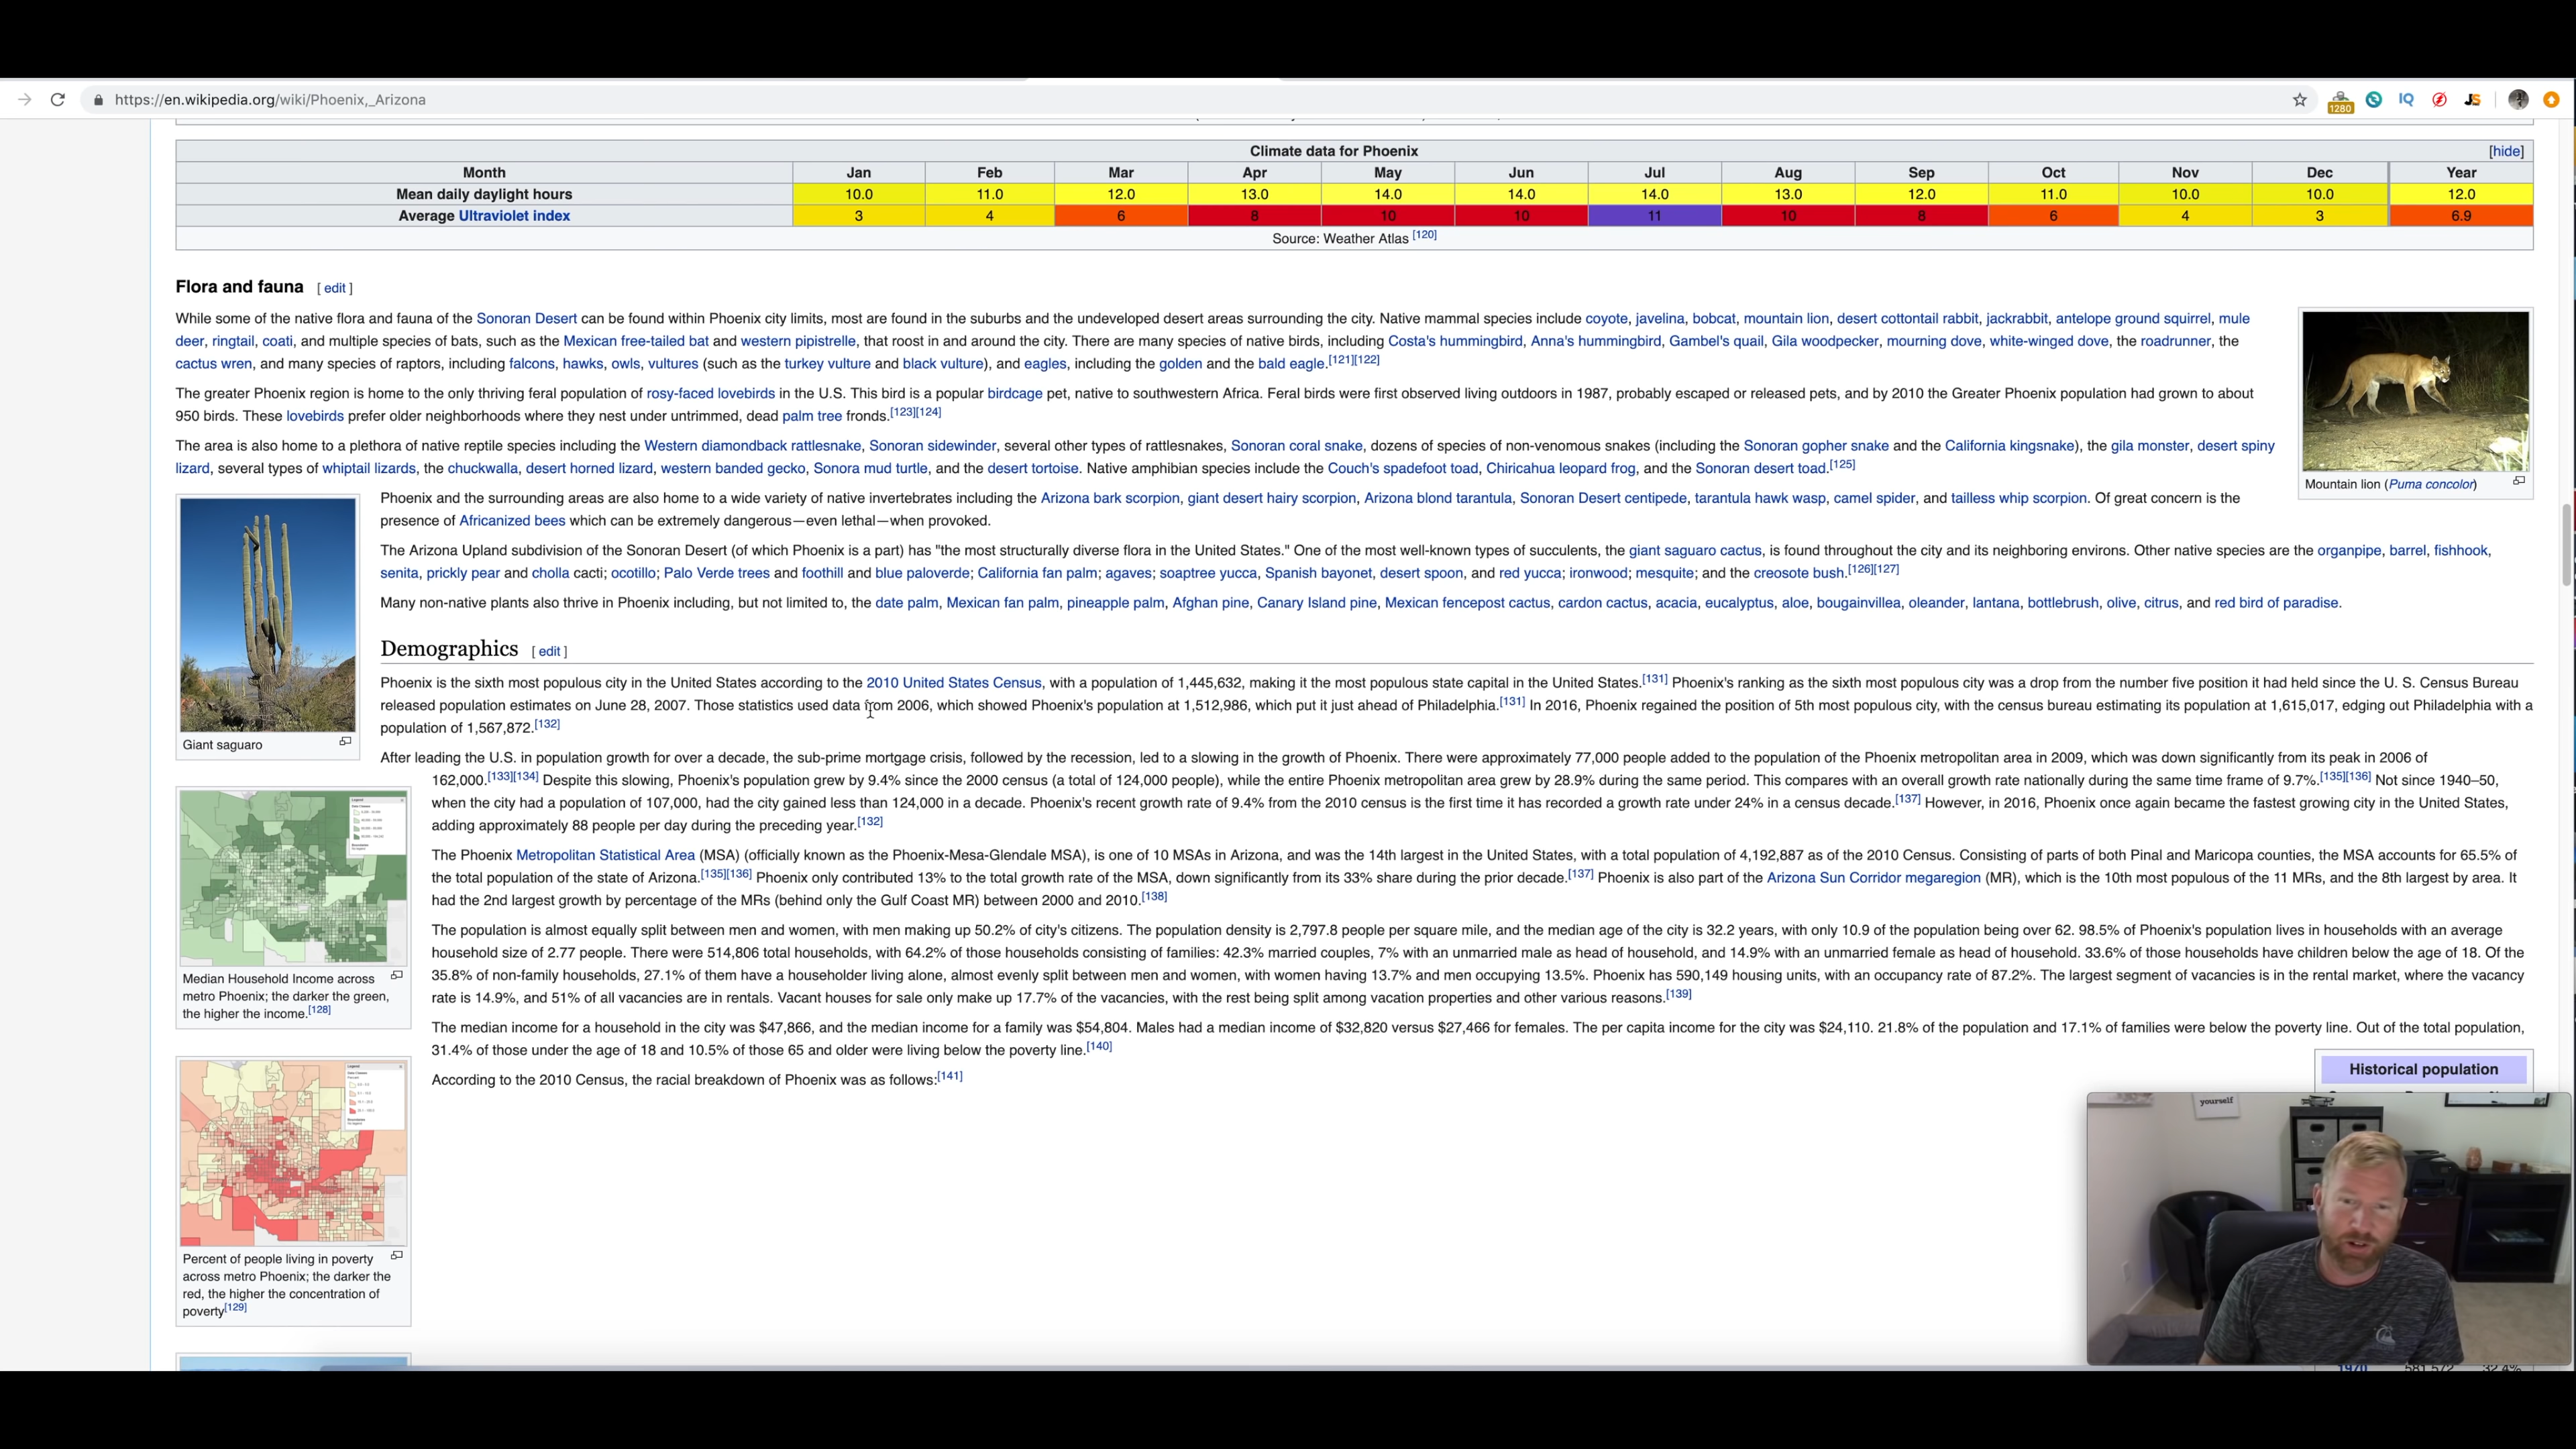 https://en.wikipedia.org/wiki/Phoenix,_Arizona
1280
IQ
JS
Climate data for Phoenix [hide]
Month Jan Feb Mar Apr May Jun Jul Aug Sep Oct Nov Dec Year
Mean daily daylight hours 10.0 11.0 12.0 13.0 14.0 14.0 14.0 13.0 12.0 11.0 10.0 10.0 12.0
Average Ultraviolet index 3 4 6 8 10 10 11 10 8 6 4 3 6.9
Source: Weather Atlas [120]
Flora and fauna [ edit ]
While some of the native flora and fauna of the Sonoran Desert can be found within Phoenix city limits, most are found in the suburbs and the undeveloped desert areas surrounding the city. Native mammal species include coyote, javelina, bobcat, mountain lion, desert cottontail rabbit, jackrabbit, antelope ground squirrel, mule
deer, ringtail, coati, and multiple species of bats, such as the Mexican free-tailed bat and western pipistrelle, that roost in and around the city. There are many species of native birds, including Costa's hummingbird, Anna's hummingbird, Gambel's quail, Gila woodpecker, mourning dove, white-winged dove, the roadrunner, the
cactus wren, and many species of raptors, including falcons, hawks, owls, vultures (such as the turkey vulture and black vulture), and eagles, including the golden and the bald eagle.[121][122]
The greater Phoenix region is home to the only thriving feral population of rosy-faced lovebirds in the U.S. This bird is a popular birdcage pet, native to southwestern Africa. Feral birds were first observed living outdoors in 1987, probably escaped or released pets, and by 2010 the Greater Phoenix population had grown to about
950 birds. These lovebirds prefer older neighborhoods where they nest under untrimmed, dead palm tree fronds.[123][124]
The area is also home to a plethora of native reptile species including the Western diamondback rattlesnake, Sonoran sidewinder, several other types of rattlesnakes, Sonoran coral snake, dozens of species of non-venomous snakes (including the Sonoran gopher snake and the California kingsnake), the gila monster, desert spiny
lizard, several types of whiptail lizards, the chuckwalla, desert horned lizard, western banded gecko, Sonora mud turtle, and the desert tortoise. Native amphibian species include the Couch's spadefoot toad, Chiricahua leopard frog, and the Sonoran desert toad.[125]
Mountain lion (Puma concolor)
Phoenix and the surrounding areas are also home to a wide variety of native invertebrates including the Arizona bark scorpion, giant desert hairy scorpion, Arizona blond tarantula, Sonoran Desert centipede, tarantula hawk wasp, camel spider, and tailless whip scorpion. Of great concern is the
presence of Africanized bees which can be extremely dangerous—even lethal—when provoked.
The Arizona Upland subdivision of the Sonoran Desert (of which Phoenix is a part) has "the most structurally diverse flora in the United States." One of the most well-known types of succulents, the giant saguaro cactus, is found throughout the city and its neighboring environs. Other native species are the organpipe, barrel, fishhook,
senita, prickly pear and cholla cacti; ocotillo; Palo Verde trees and foothill and blue paloverde; California fan palm; agaves; soaptree yucca, Spanish bayonet, desert spoon, and red yucca; ironwood; mesquite; and the creosote bush.[126][127]
Many non-native plants also thrive in Phoenix including, but not limited to, the date palm, Mexican fan palm, pineapple palm, Afghan pine, Canary Island pine, Mexican fencepost cactus, cardon cactus, acacia, eucalyptus, aloe, bougainvillea, oleander, lantana, bottlebrush, olive, citrus, and red bird of paradise.
Giant saguaro
Demographics [ edit ]
Phoenix is the sixth most populous city in the United States according to the 2010 United States Census, with a population of 1,445,632, making it the most populous state capital in the United States.[131] Phoenix's ranking as the sixth most populous city was a drop from the number five position it had held since the U. S. Census Bureau
released population estimates on June 28, 2007. Those statistics used data from 2006, which showed Phoenix's population at 1,512,986, which put it just ahead of Philadelphia.[131] In 2016, Phoenix regained the position of 5th most populous city, with the census bureau estimating its population at 1,615,017, edging out Philadelphia with a
population of 1,567,872.[132]
After leading the U.S. in population growth for over a decade, the sub-prime mortgage crisis, followed by the recession, led to a slowing in the growth of Phoenix. There were approximately 77,000 people added to the population of the Phoenix metropolitan area in 2009, which was down significantly from its peak in 2006 of
162,000.[133][134] Despite this slowing, Phoenix's population grew by 9.4% since the 2000 census (a total of 124,000 people), while the entire Phoenix metropolitan area grew by 28.9% during the same period. This compares with an overall growth rate nationally during the same time frame of 9.7%.[135][136] Not since 1940–50,
when the city had a population of 107,000, had the city gained less than 124,000 in a decade. Phoenix's recent growth rate of 9.4% from the 2010 census is the first time it has recorded a growth rate under 24% in a census decade.[137] However, in 2016, Phoenix once again became the fastest growing city in the United States,
adding approximately 88 people per day during the preceding year.[132]
The Phoenix Metropolitan Statistical Area (MSA) (officially known as the Phoenix-Mesa-Glendale MSA), is one of 10 MSAs in Arizona, and was the 14th largest in the United States, with a total population of 4,192,887 as of the 2010 Census. Consisting of parts of both Pinal and Maricopa counties, the MSA accounts for 65.5% of
the total population of the state of Arizona.[135][136] Phoenix only contributed 13% to the total growth rate of the MSA, down significantly from its 33% share during the prior decade.[137] Phoenix is also part of the Arizona Sun Corridor megaregion (MR), which is the 10th most populous of the 11 MRs, and the 8th largest by area. It
had the 2nd largest growth by percentage of the MRs (behind only the Gulf Coast MR) between 2000 and 2010.[138]
The population is almost equally split between men and women, with men making up 50.2% of city's citizens. The population density is 2,797.8 people per square mile, and the median age of the city is 32.2 years, with only 10.9 of the population being over 62. 98.5% of Phoenix's population lives in households with an average
household size of 2.77 people. There were 514,806 total households, with 64.2% of those households consisting of families: 42.3% married couples, 7% with an unmarried male as head of household, and 14.9% with an unmarried female as head of household. 33.6% of those households have children below the age of 18. Of the
35.8% of non-family households, 27.1% of them have a householder living alone, almost evenly split between men and women, with women having 13.7% and men occupying 13.5%. Phoenix has 590,149 housing units, with an occupancy rate of 87.2%. The largest segment of vacancies is in the rental market, where the vacancy
rate is 14.9%, and 51% of all vacancies are in rentals. Vacant houses for sale only make up 17.7% of the vacancies, with the rest being split among vacation properties and other various reasons.[139]
The median income for a household in the city was $47,866, and the median income for a family was $54,804. Males had a median income of $32,820 versus $27,466 for females. The per capita income for the city was $24,110. 21.8% of the population and 17.1% of families were below the poverty line. Out of the total population,
31.4% of those under the age of 18 and 10.5% of those 65 and older were living below the poverty line.[140]
According to the 2010 Census, the racial breakdown of Phoenix was as follows:[141]
Median Household Income across
metro Phoenix; the darker the green,
the higher the income.[128]
Percent of people living in poverty
across metro Phoenix; the darker the
red, the higher the concentration of
poverty[129]
Historical population
yourself
1970 581,572 32.4%